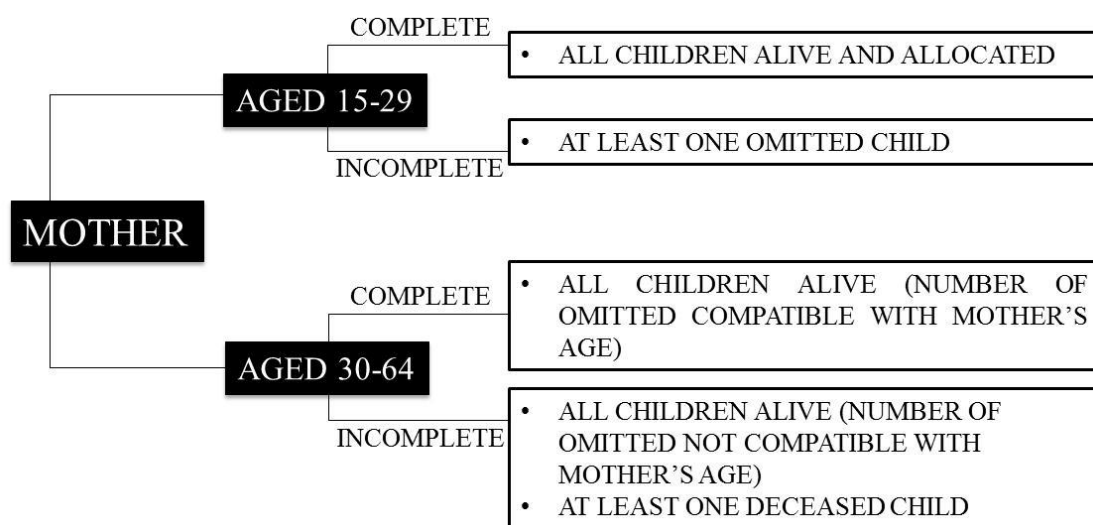 COMPLETE
• ALL CHILDREN ALIVE AND ALLOCATED
AGED 15-29
• AT LEAST ONE OMITTED CHILD
INCOMPLETE
MOTHER
COMPLETE
• ALL CHILDREN ALIVE (NUMBER OF
OMITTED COMPATIBLE WITH MOTHER’S
AGE)
AGED 30-64
INCOMPLETE
• ALL CHILDREN ALIVE (NUMBER OF
OMITTED NOT COMPATIBLE WITH
MOTHER’S AGE)
• AT LEAST ONE DECEASED CHILD